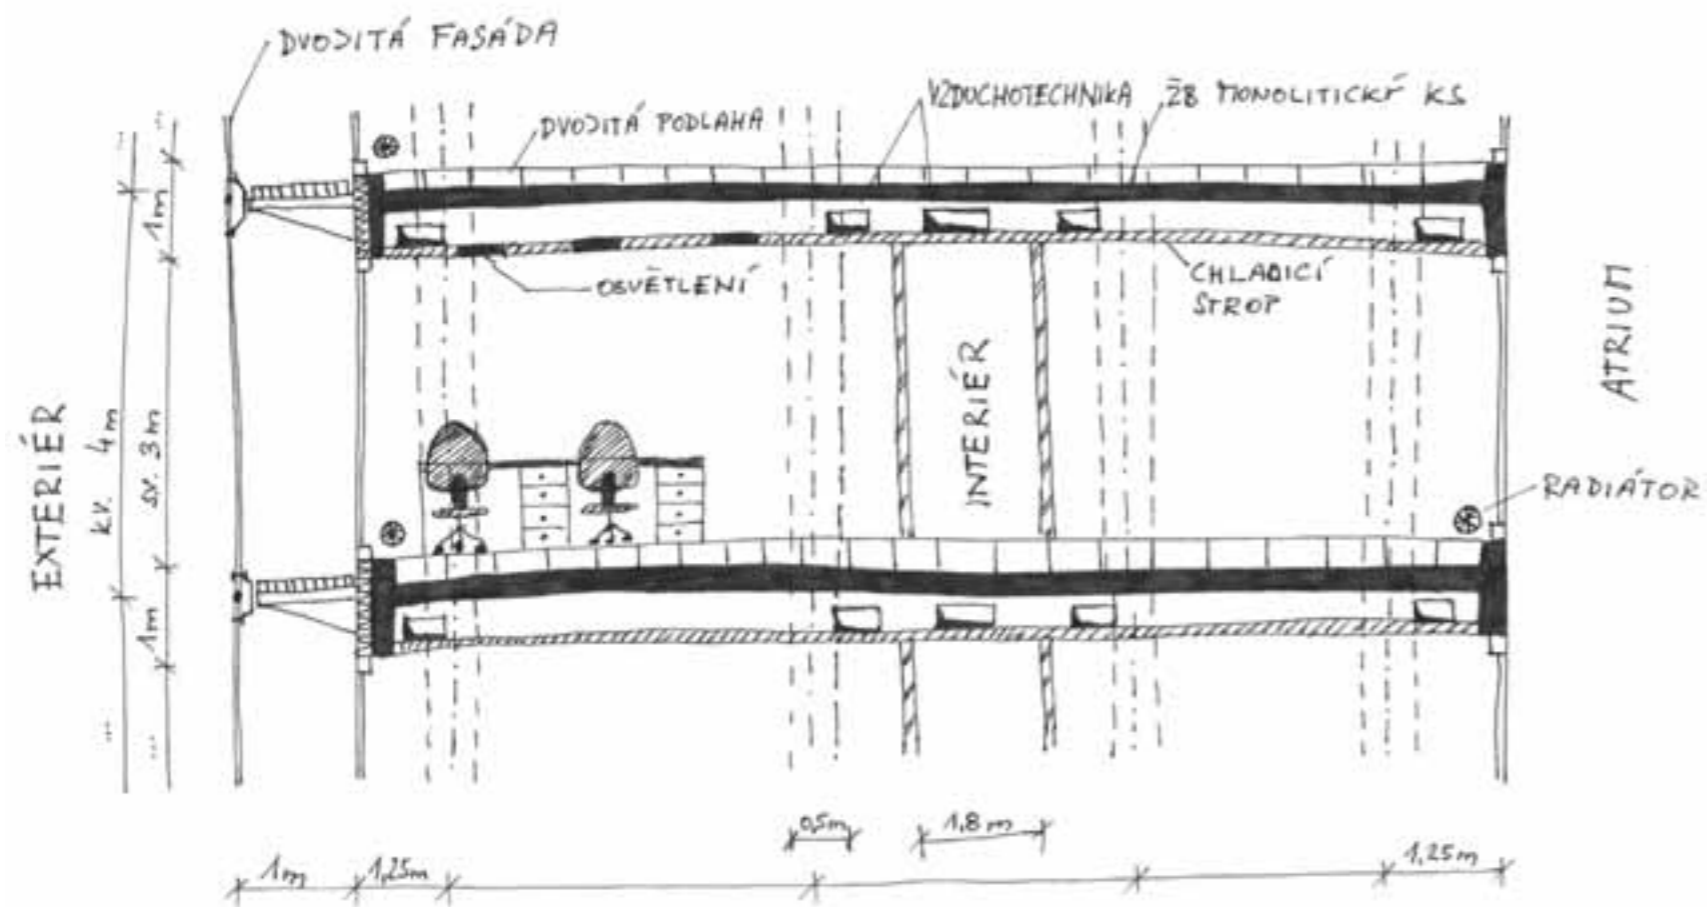 DVOJITÁ FASÁDA
VZDUCHOTECHNIKA
ŽB MONOLITICKÝ KS
DVOJITÁ PODLAHA
1m
OSVĚTLENÍ
CHLADICÍ
STROP
ATRIUM
INTERIÉR
EXTERIÉR
kv. 4m
sv. 3m
RADIÁTOR
1m
...
...
0,5m
1,8m
1m
1,25m
1,25m